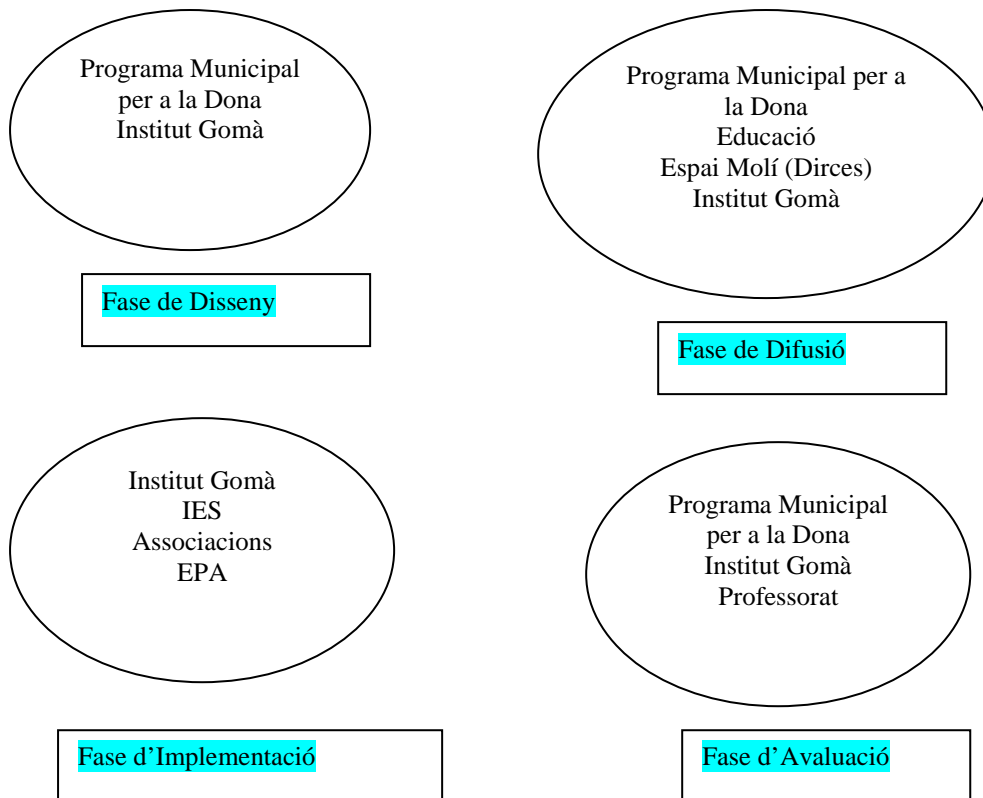 Programa Municipal
per a la Dona
Institut Gomà
Fase de Disseny
Programa Municipal per a
la Dona
Educació
Espai Molí (Dirces)
Institut Gomà
Fase de Difusió
Institut Gomà
IES
Associacions
EPA
Fase d’Implementació
Programa Municipal
per a la Dona
Institut Gomà
Professorat
Fase d’Avaluació